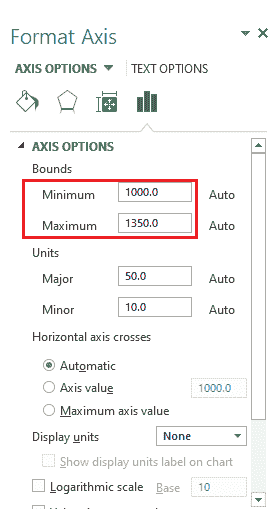 Format Axis
AXIS OPTIONS TEXT OPTIONS
AXIS OPTIONS
Bounds
Minimum 1000.0 Auto
Maximum 1350.0 Auto
Units
Major 50.0 Auto
Minor 10.0 Auto
Horizontal axis crosses
Automatic
Axis value 1000.0
Maximum axis value
Display units None
Show display units label on chart
Logarithmic scale Base 10